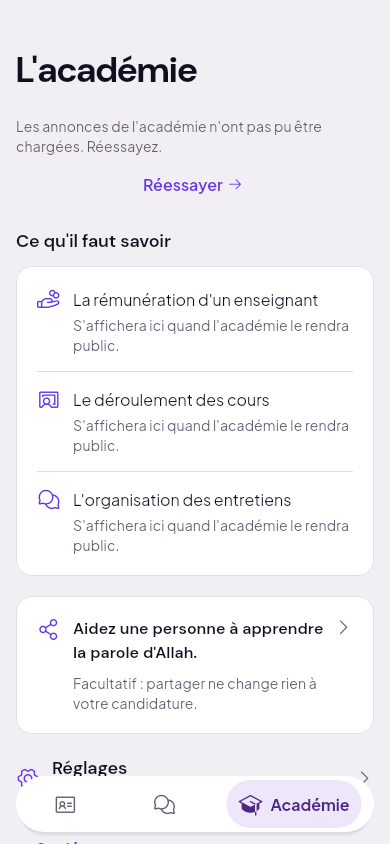 L'académie
Les annonces de l'académie n'ont pas pu être
chargées. Réessayez.
Réessayer →
Ce qu'il faut savoir
La rémunération d'un enseignant
S'affichera ici quand l'académie le rendra
public.
Le déroulement des cours
S'affichera ici quand l'académie le rendra
public.
L'organisation des entretiens
S'affichera ici quand l'académie le rendra
public.
Aidez une personne à apprendre
la parole d'Allah.
Facultatif : partager ne change rien à
votre candidature.
Réglages
Académie